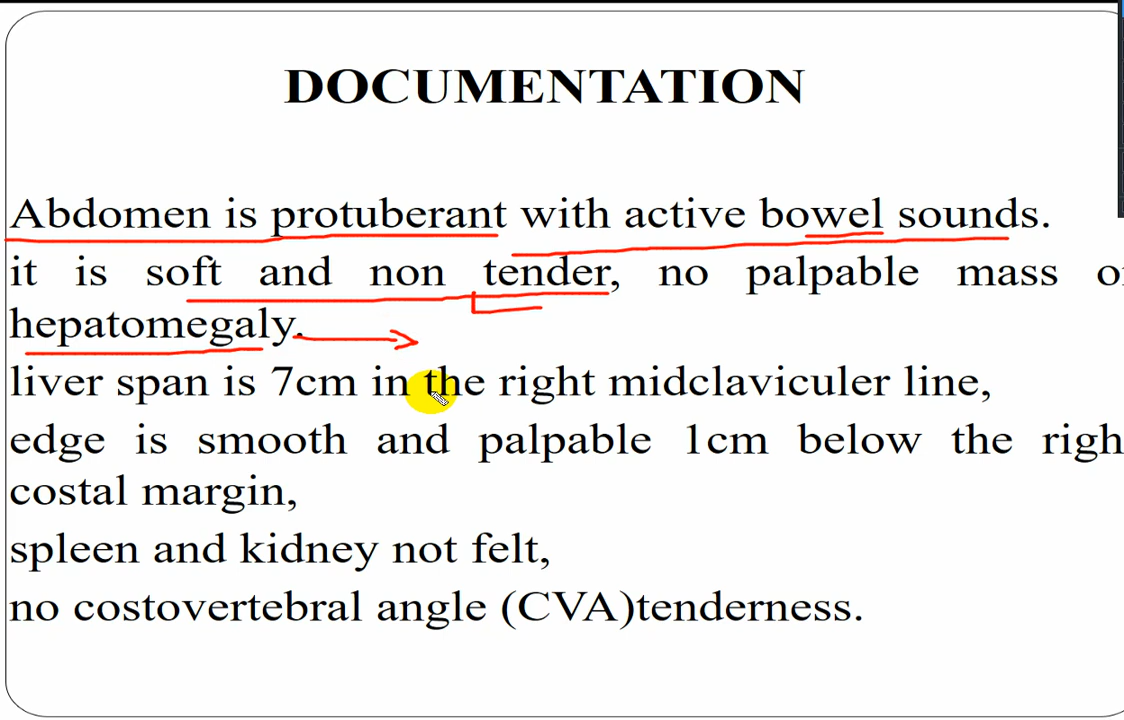 DOCUMENTATION
Abdomen is protuberant with active bowel sounds.
it is soft and non tender, no palpable mass
hepatomegaly.
liver span is 7cm in the right midclaviculer line,
edge is smooth and palpable 1cm below the righ
costal margin,
spleen and kidney not felt,
no costovertebral angle (CVA)tenderness.